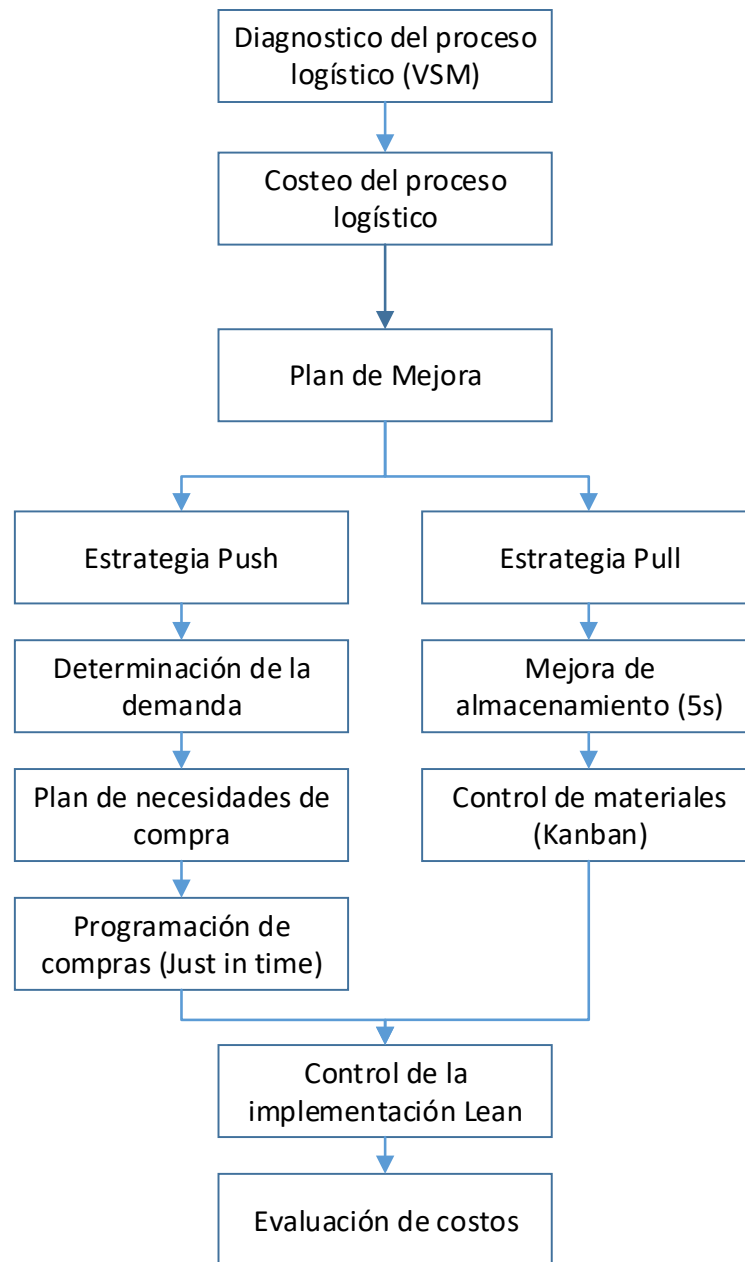 Diagnostico del proceso
logístico (VSM)
Costeo del proceso
logístico
Plan de Mejora
Estrategia Push
Estrategia Pull
Determinación de la
demanda
Mejora de
almacenamiento (5s)
Plan de necesidades de
compra
Control de materiales
(Kanban)
Programación de
compras (Just in time)
Control de la
implementación Lean
Evaluación de costos